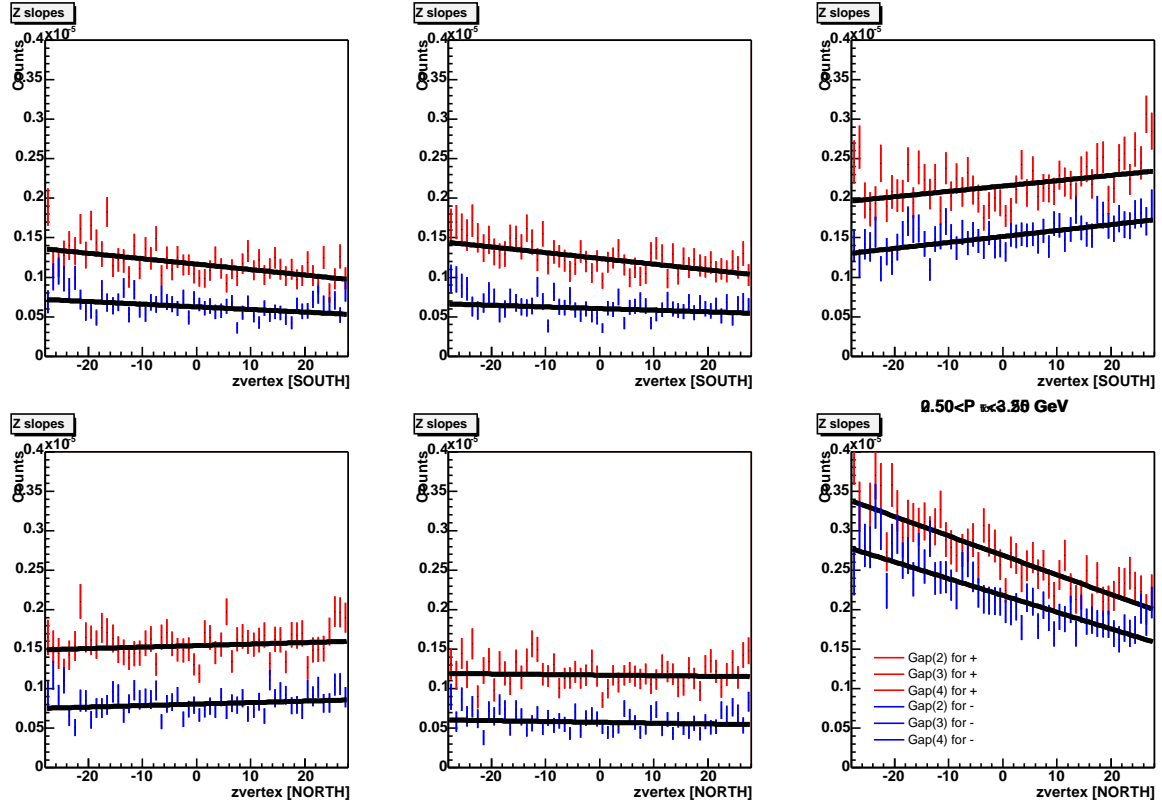 Z slopes Z slopes Z slopes
0.4 ×10⁻⁵ 0.4 ×10⁻⁵ 0.4 ×10⁻⁵
Counts Counts Counts
0.35 0.35 0.35
0.3 0.3 0.3
0.25 0.25 0.25
0.2 0.2 0.2
0.15 0.15 0.15
0.1 0.1 0.1
0.05 0.05 0.05
0 0 0
-20 -10 0 10 20 -20 -10 0 10 20 -20 -10 0 10 20
zvertex [SOUTH] zvertex [SOUTH] zvertex [SOUTH]
GeV
Z slopes Z slopes Z slopes
0.4 ×10⁻⁵ 0.4 ×10⁻⁵ 0.4 ×10⁻⁵
Counts Counts Counts
0.35 0.35 0.35
0.3 0.3 0.3
0.25 0.25 0.25
0.2 0.2 0.2
0.15 0.15 0.15
0.1 0.1 0.1
0.05 0.05 0.05
0 0 0
Gap(2) for +
Gap(3) for +
Gap(4) for +
Gap(2) for -
Gap(3) for -
Gap(4) for -
-20 -10 0 10 20 -20 -10 0 10 20 -20 -10 0 10 20
zvertex [NORTH] zvertex [NORTH] zvertex [NORTH]